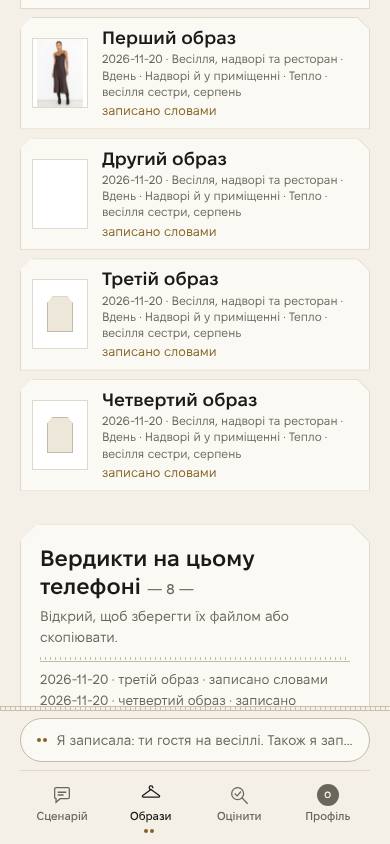 Перший образ
2026-11-20 · Весілля, надворі та ресторан ·
Вдень · Надворі й у приміщенні · Тепло ·
весілля сестри, серпень
записано словами
Другий образ
2026-11-20 · Весілля, надворі та ресторан ·
Вдень · Надворі й у приміщенні · Тепло ·
весілля сестри, серпень
записано словами
Третій образ
2026-11-20 · Весілля, надворі та ресторан ·
Вдень · Надворі й у приміщенні · Тепло ·
весілля сестри, серпень
записано словами
Четвертий образ
2026-11-20 · Весілля, надворі та ресторан ·
Вдень · Надворі й у приміщенні · Тепло ·
весілля сестри, серпень
записано словами
Вердикти на цьому
телефоні — 8 —
Відкрий, щоб зберегти їх файлом або
скопіювати.
2026-11-20 · третій образ · записано словами
2026-11-20 · четвертий образ · записано
Я записала: ти гостя на весіллі. Також я зап…
Сценарій
Образи
Оцінити
О
Профіль